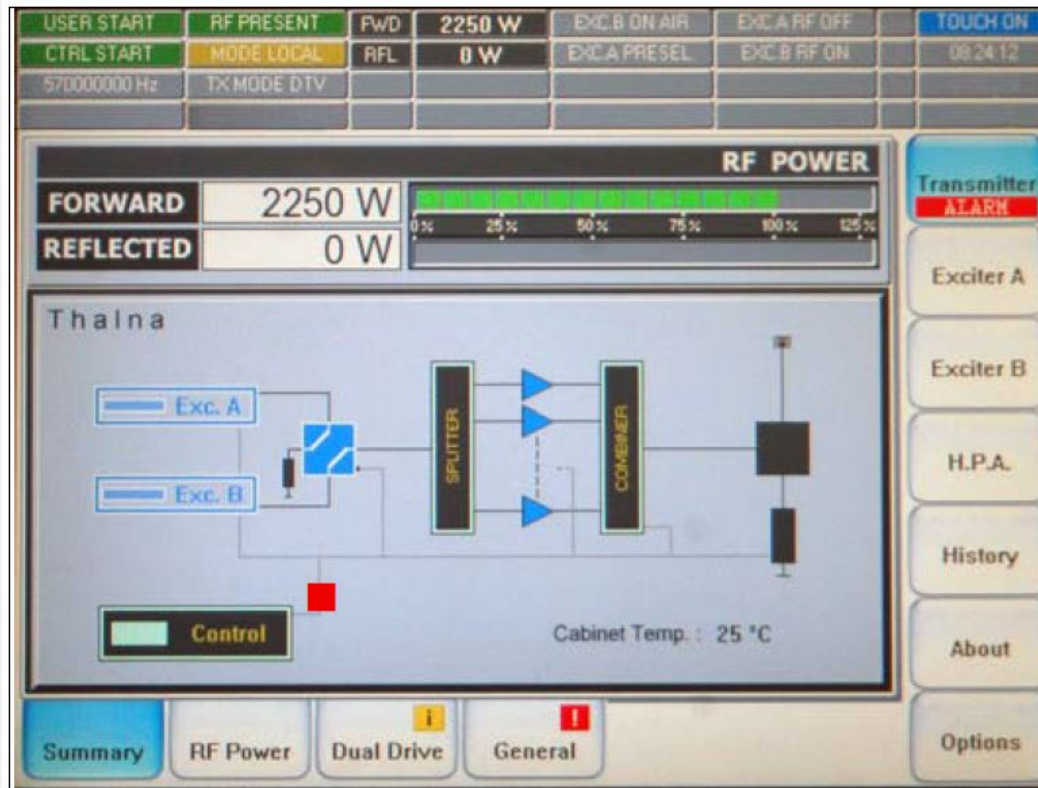 USER START RF PRESENT FWD 2250 W EXC.B ON AIR EXC.A RF OFF TOUCH ON
CTRL START MODE LOCAL RFL 0 W EXC.A PRESEL EXC.B RF ON 08:24:12
570000000 Hz TX MODE DTV
RF POWER
FORWARD 2250 W
0% 25% 50% 75% 100% 125%
REFLECTED 0 W
Transmitter
ALARM
Exciter A
Exciter B
H.P.A.
History
About
Options
Thalna
Exc. A
Exc. B
SPLITTER
COMBINER
Control
Cabinet Temp. : 25 °C
Summary
RF Power
i
Dual Drive
!
General